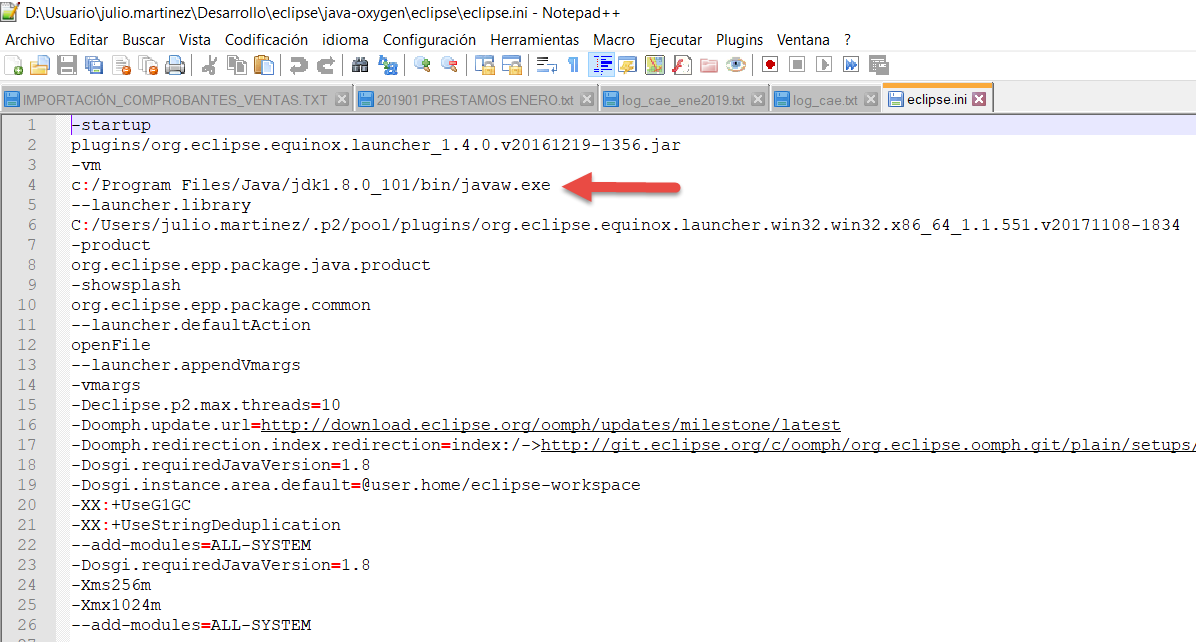 D:\Usuario\julio.martinez\Desarrollo\eclipse\java-oxygen\eclipse\eclipse.ini - Notepad++
Archivo Editar Buscar Vista Codificación idioma Configuración Herramientas Macro Ejecutar Plugins Ventana ?
IMPORTACIÓN_COMPROBANTES_VENTAS.TXT 201901 PRESTAMOS ENERO.txt log_cae_ene2019.txt log_cae.txt eclipse.ini
1 -startup
2 plugins/org.eclipse.equinox.launcher_1.4.0.v20161219-1356.jar
3 -vm
4 c:/Program Files/Java/jdk1.8.0_101/bin/javaw.exe
5 --launcher.library
6 C:/Users/julio.martinez/.p2/pool/plugins/org.eclipse.equinox.launcher.win32.win32.x86_64_1.1.551.v20171108-1834
7 -product
8 org.eclipse.epp.package.java.product
9 -showsplash
10 org.eclipse.epp.package.common
11 --launcher.defaultAction
12 openFile
13 --launcher.appendVmargs
14 -vmargs
15 -Declipse.p2.max.threads=10
16 -Doomph.update.url=http://download.eclipse.org/oomph/updates/milestone/latest
17 -Doomph.redirection.index.redirection=index:/->http://git.eclipse.org/c/oomph/org.eclipse.oomph.git/plain/setups/
18 -Dosgi.requiredJavaVersion=1.8
19 -Dosgi.instance.area.default=@user.home/eclipse-workspace
20 -XX:+UseG1GC
21 -XX:+UseStringDeduplication
22 --add-modules=ALL-SYSTEM
23 -Dosgi.requiredJavaVersion=1.8
24 -Xms256m
25 -Xmx1024m
26 --add-modules=ALL-SYSTEM